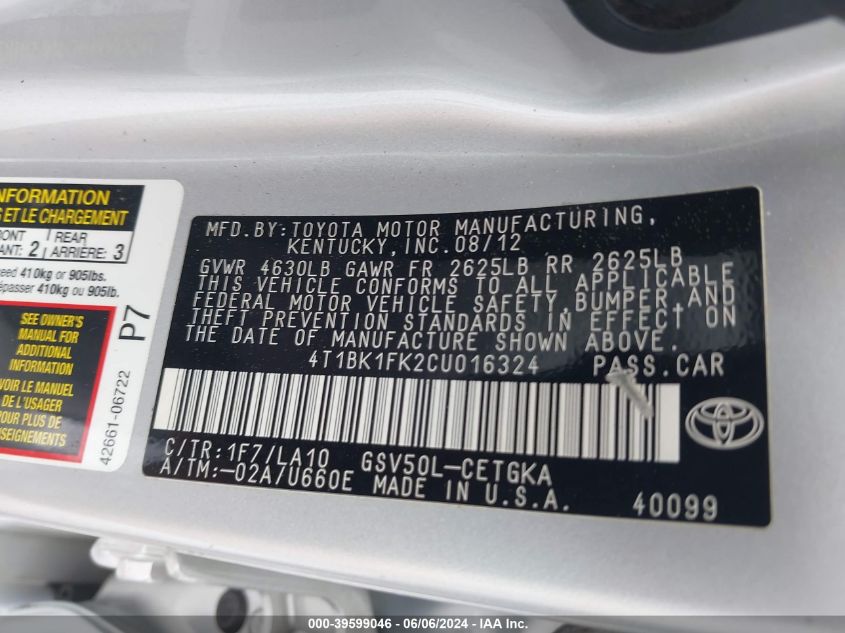 INFORMATION
ET LE CHARGEMENT
FRONT
ANT: 2
REAR
ARRIÈRE: 3
410kg or 905lbs.
410kg ou 905lb.
SEE OWNER'S
MANUAL FOR
ADDITIONAL
INFORMATION
VOIR LE MANUEL
DE L'USAGER
POUR PLUS DE
RENSEIGNEMENTS
P7
42661-06722
MFD.BY:TOYOTA MOTOR MANUFACTURING,
KENTUCKY, INC. 08/12
GVWR 4630LB GAWR FR 2625LB RR 2625LB
THIS VEHICLE CONFORMS TO ALL APPLICABLE
FEDERAL MOTOR VEHICLE SAFETY, BUMPER, AND
THEFT PREVENTION STANDARDS IN EFFECT ON
THE DATE OF MANUFACTURE SHOWN ABOVE.
4T1BK1FK2CU016324 PASS.CAR
C/TR:1F7/LA10 GSV50L-CETGKA
A/TM:-02A/U660E MADE IN U.S.A.
40099
000-39599046 - 06/06/2024 - IAA Inc.